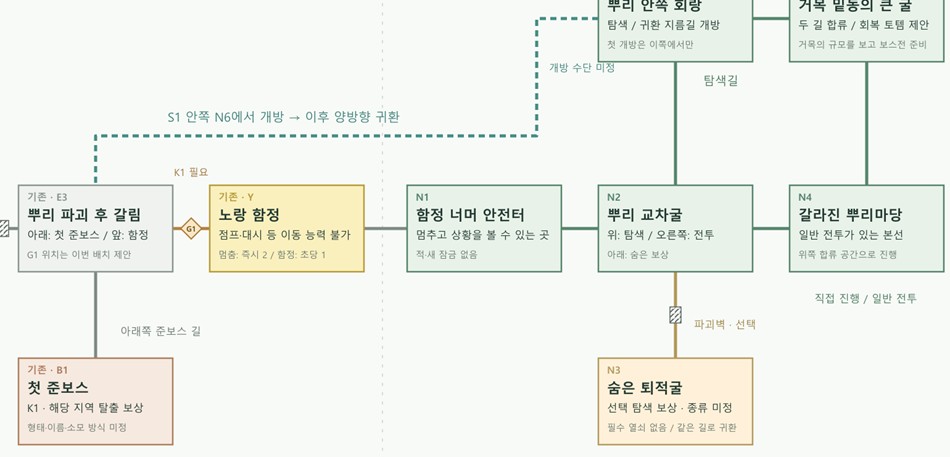 뿌리 안쪽 회랑
탐색 / 귀환 지름길 개방
첫 개방은 이쪽에서만
거목 밑동의 큰 굴
두 길 합류 / 회복 토템 제안
거목의 규모를 보고 보스전 준비
개방 수단 미정
탐색길
S1 안쪽 N6에서 개방 → 이후 양방향 귀환
K1 필요
기존 · E3
뿌리 파괴 후 갈림
아래: 첫 준보스 / 앞: 함정
G1 위치는 이번 배치 제안
G1
기존 · Y
노랑 함정
점프·대시 등 이동 능력 불가
멈춤: 즉시 2 / 함정: 초당 1
N1
함정 너머 안전터
멈추고 상황을 볼 수 있는 곳
적·새 잠금 없음
N2
뿌리 교차굴
위: 탐색 / 오른쪽: 전투
아래: 숨은 보상
N4
갈라진 뿌리마당
일반 전투가 있는 본선
위쪽 합류 공간으로 진행
직접 진행 / 일반 전투
아래쪽 준보스 길
파괴벽 · 선택
기존 · B1
첫 준보스
K1 · 해당 지역 탈출 보상
형태·이름·소모 방식 미정
N3
숨은 퇴적굴
선택 탐색 보상 · 종류 미정
필수 열쇠 없음 / 같은 길로 귀환